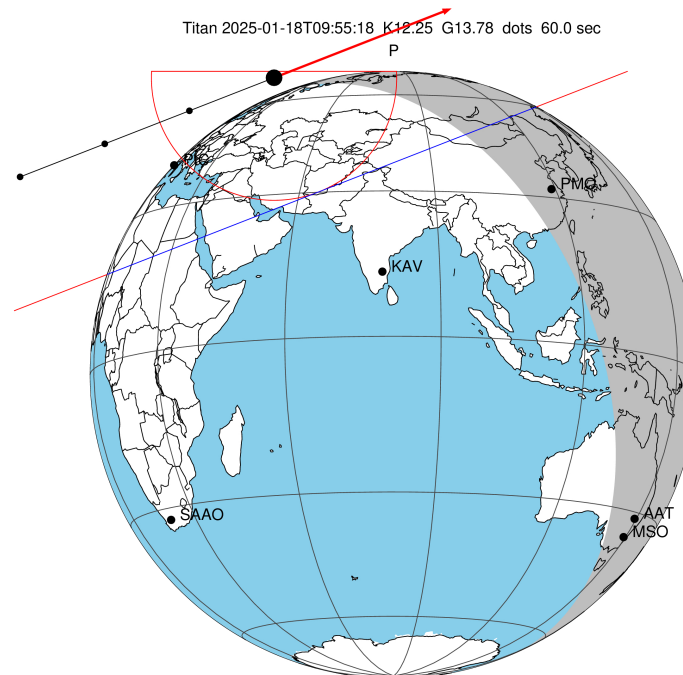 Titan 2025-01-18T09:55:18 K12.25 G13.78 dots 60.0 sec
P
PIC
PMO
KAV
SAAO
AAT
MSO